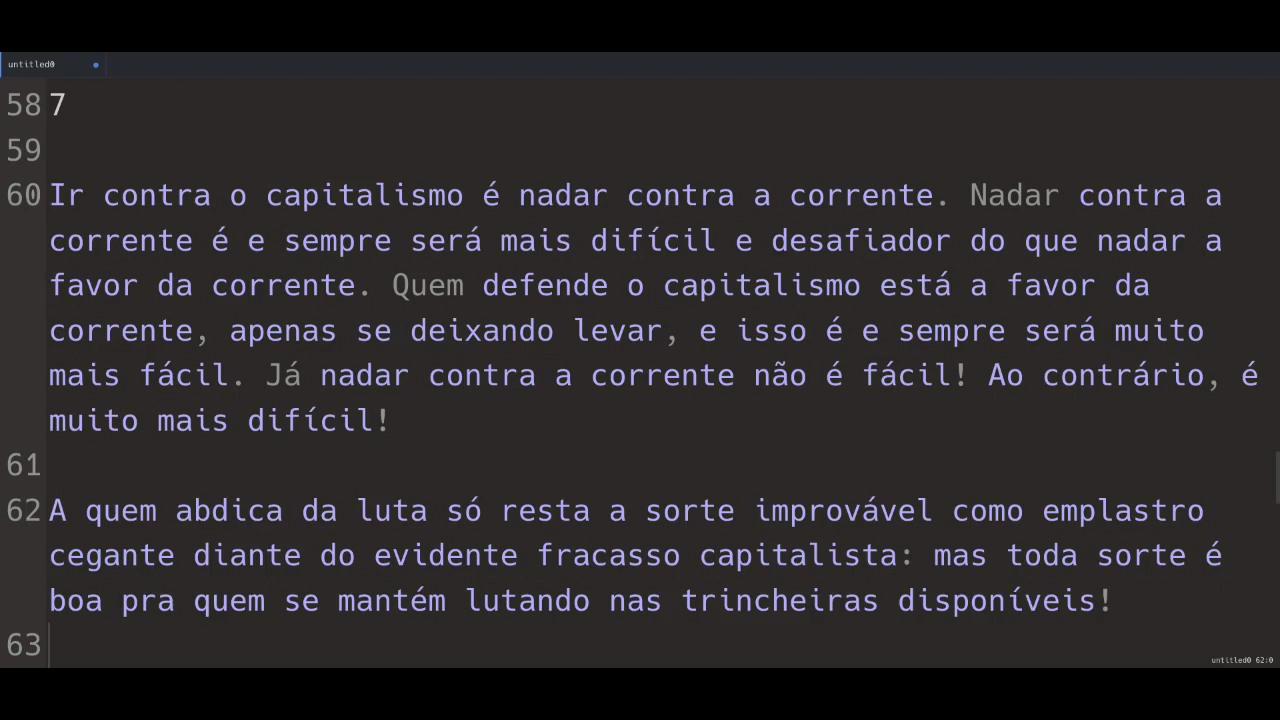 untitled0
58 7
59
60 Ir contra o capitalismo é nadar contra a corrente. Nadar contra a
corrente é e sempre será mais difícil e desafiador do que nadar a
favor da corrente. Quem defende o capitalismo está a favor da
corrente, apenas se deixando levar, e isso é e sempre será muito
mais fácil. Já nadar contra a corrente não é fácil! Ao contrário, é
muito mais difícil!
61
62 A quem abdica da luta só resta a sorte improvável como emplastro
cegante diante do evidente fracasso capitalista: mas toda sorte é
boa pra quem se mantém lutando nas trincheiras disponíveis!
63
untitled0 62:0